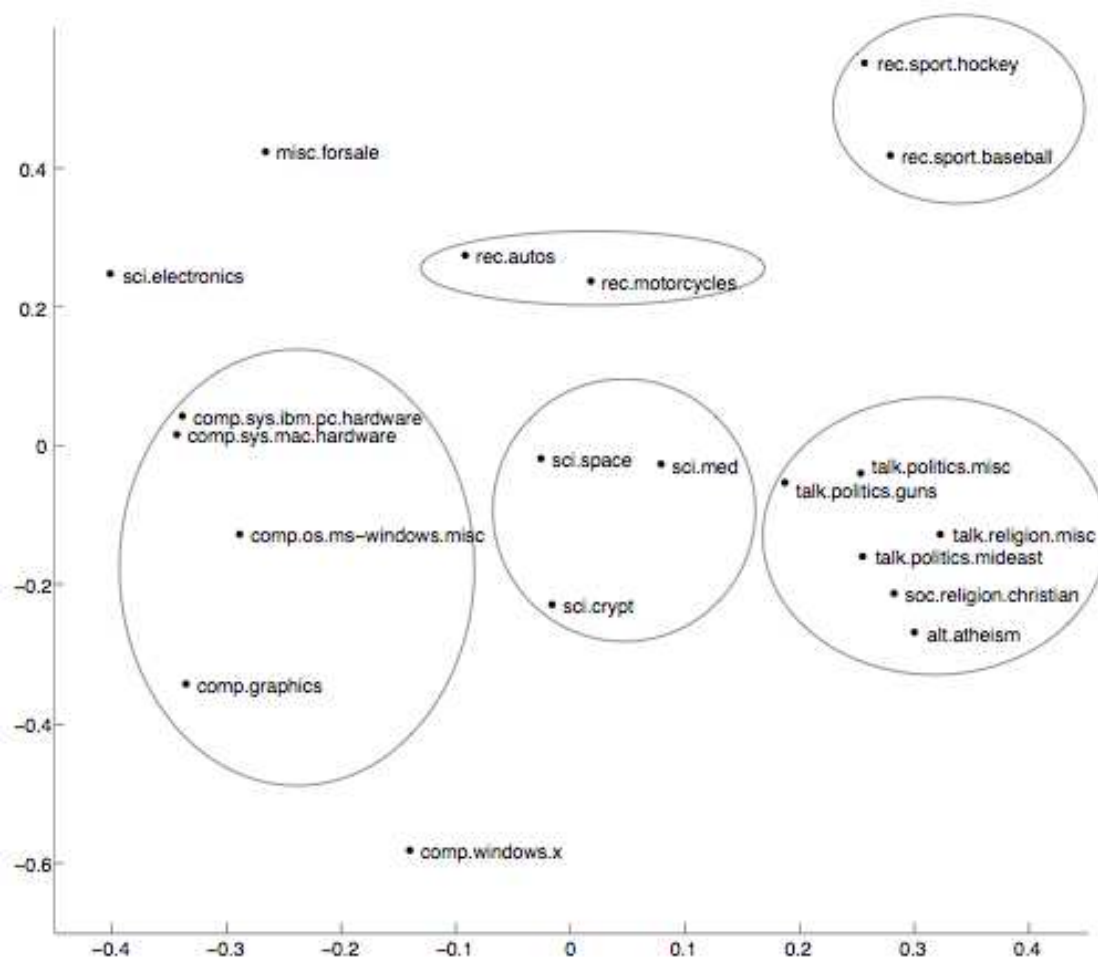 rec.sport.hockey
misc.forsale
rec.sport.baseball
0.4
rec.autos
sci.electronics
rec.motorcycles
0.2
comp.sys.ibm.pc.hardware
comp.sys.mac.hardware
0
sci.space
sci.med
talk.politics.misc
talk.politics.guns
comp.os.ms-windows.misc
talk.religion.misc
talk.politics.mideast
−0.2
soc.religion.christian
sci.crypt
alt.atheism
comp.graphics
−0.4
comp.windows.x
−0.6
−0.4 −0.3 −0.2 −0.1 0 0.1 0.2 0.3 0.4